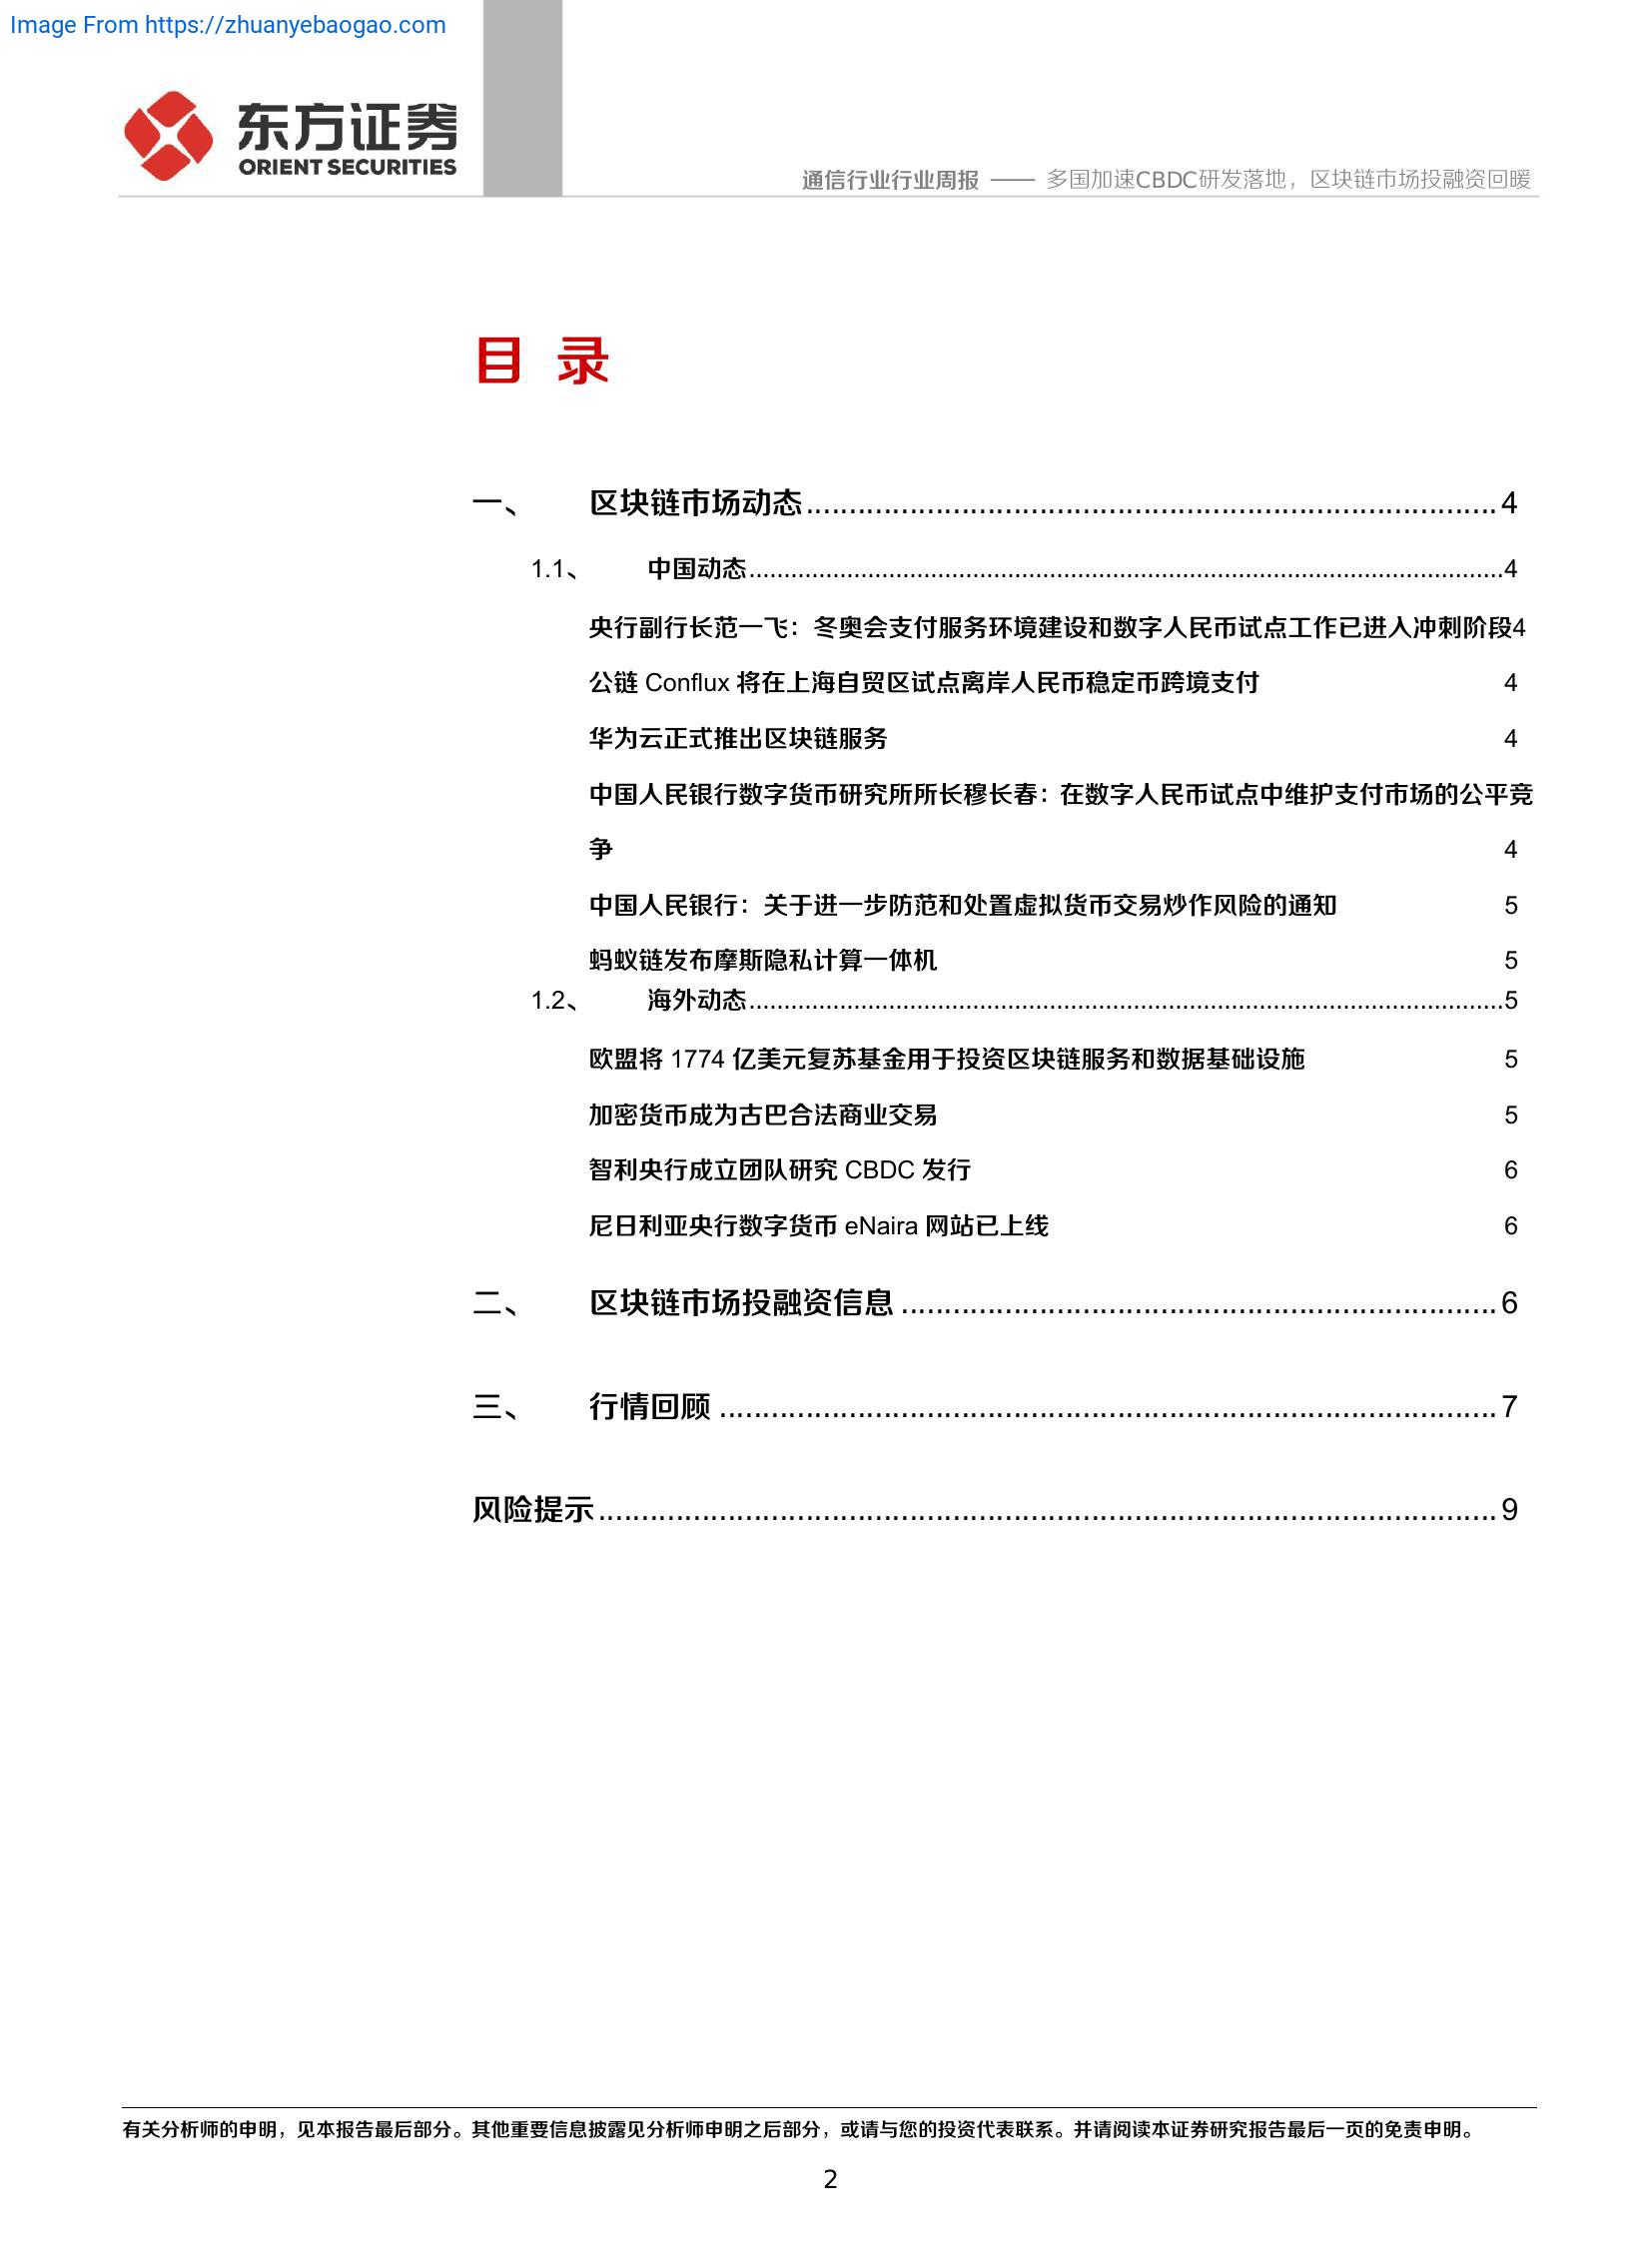 Image From https://zhuanyebaogao.com
东方证券
ORIENT SECURITIES
通信行业行业周报 —— 多国加速CBDC研发落地，区块链市场投融资回暖
目 录
一、 区块链市场动态................................................................................4
1.1、 中国动态................................................................................4
央行副行长范一飞：冬奥会支付服务环境建设和数字人民币试点工作已进入冲刺阶段4
公链 Conflux 将在上海自贸区试点离岸人民币稳定币跨境支付 4
华为云正式推出区块链服务 4
中国人民银行数字货币研究所所长穆长春：在数字人民币试点中维护支付市场的公平竞
争 4
中国人民银行：关于进一步防范和处置虚拟货币交易炒作风险的通知 5
蚂蚁链发布摩斯隐私计算一体机 5
1.2、 海外动态................................................................................5
欧盟将 1774 亿美元复苏基金用于投资区块链服务和数据基础设施 5
加密货币成为古巴合法商业交易 5
智利央行成立团队研究 CBDC 发行 6
尼日利亚央行数字货币 eNaira 网站已上线 6
二、 区块链市场投融资信息................................................................................6
三、 行情回顾................................................................................7
风险提示................................................................................9
有关分析师的申明，见本报告最后部分。其他重要信息披露见分析师申明之后部分，或请与您的投资代表联系。并请阅读本证券研究报告最后一页的免责申明。
2